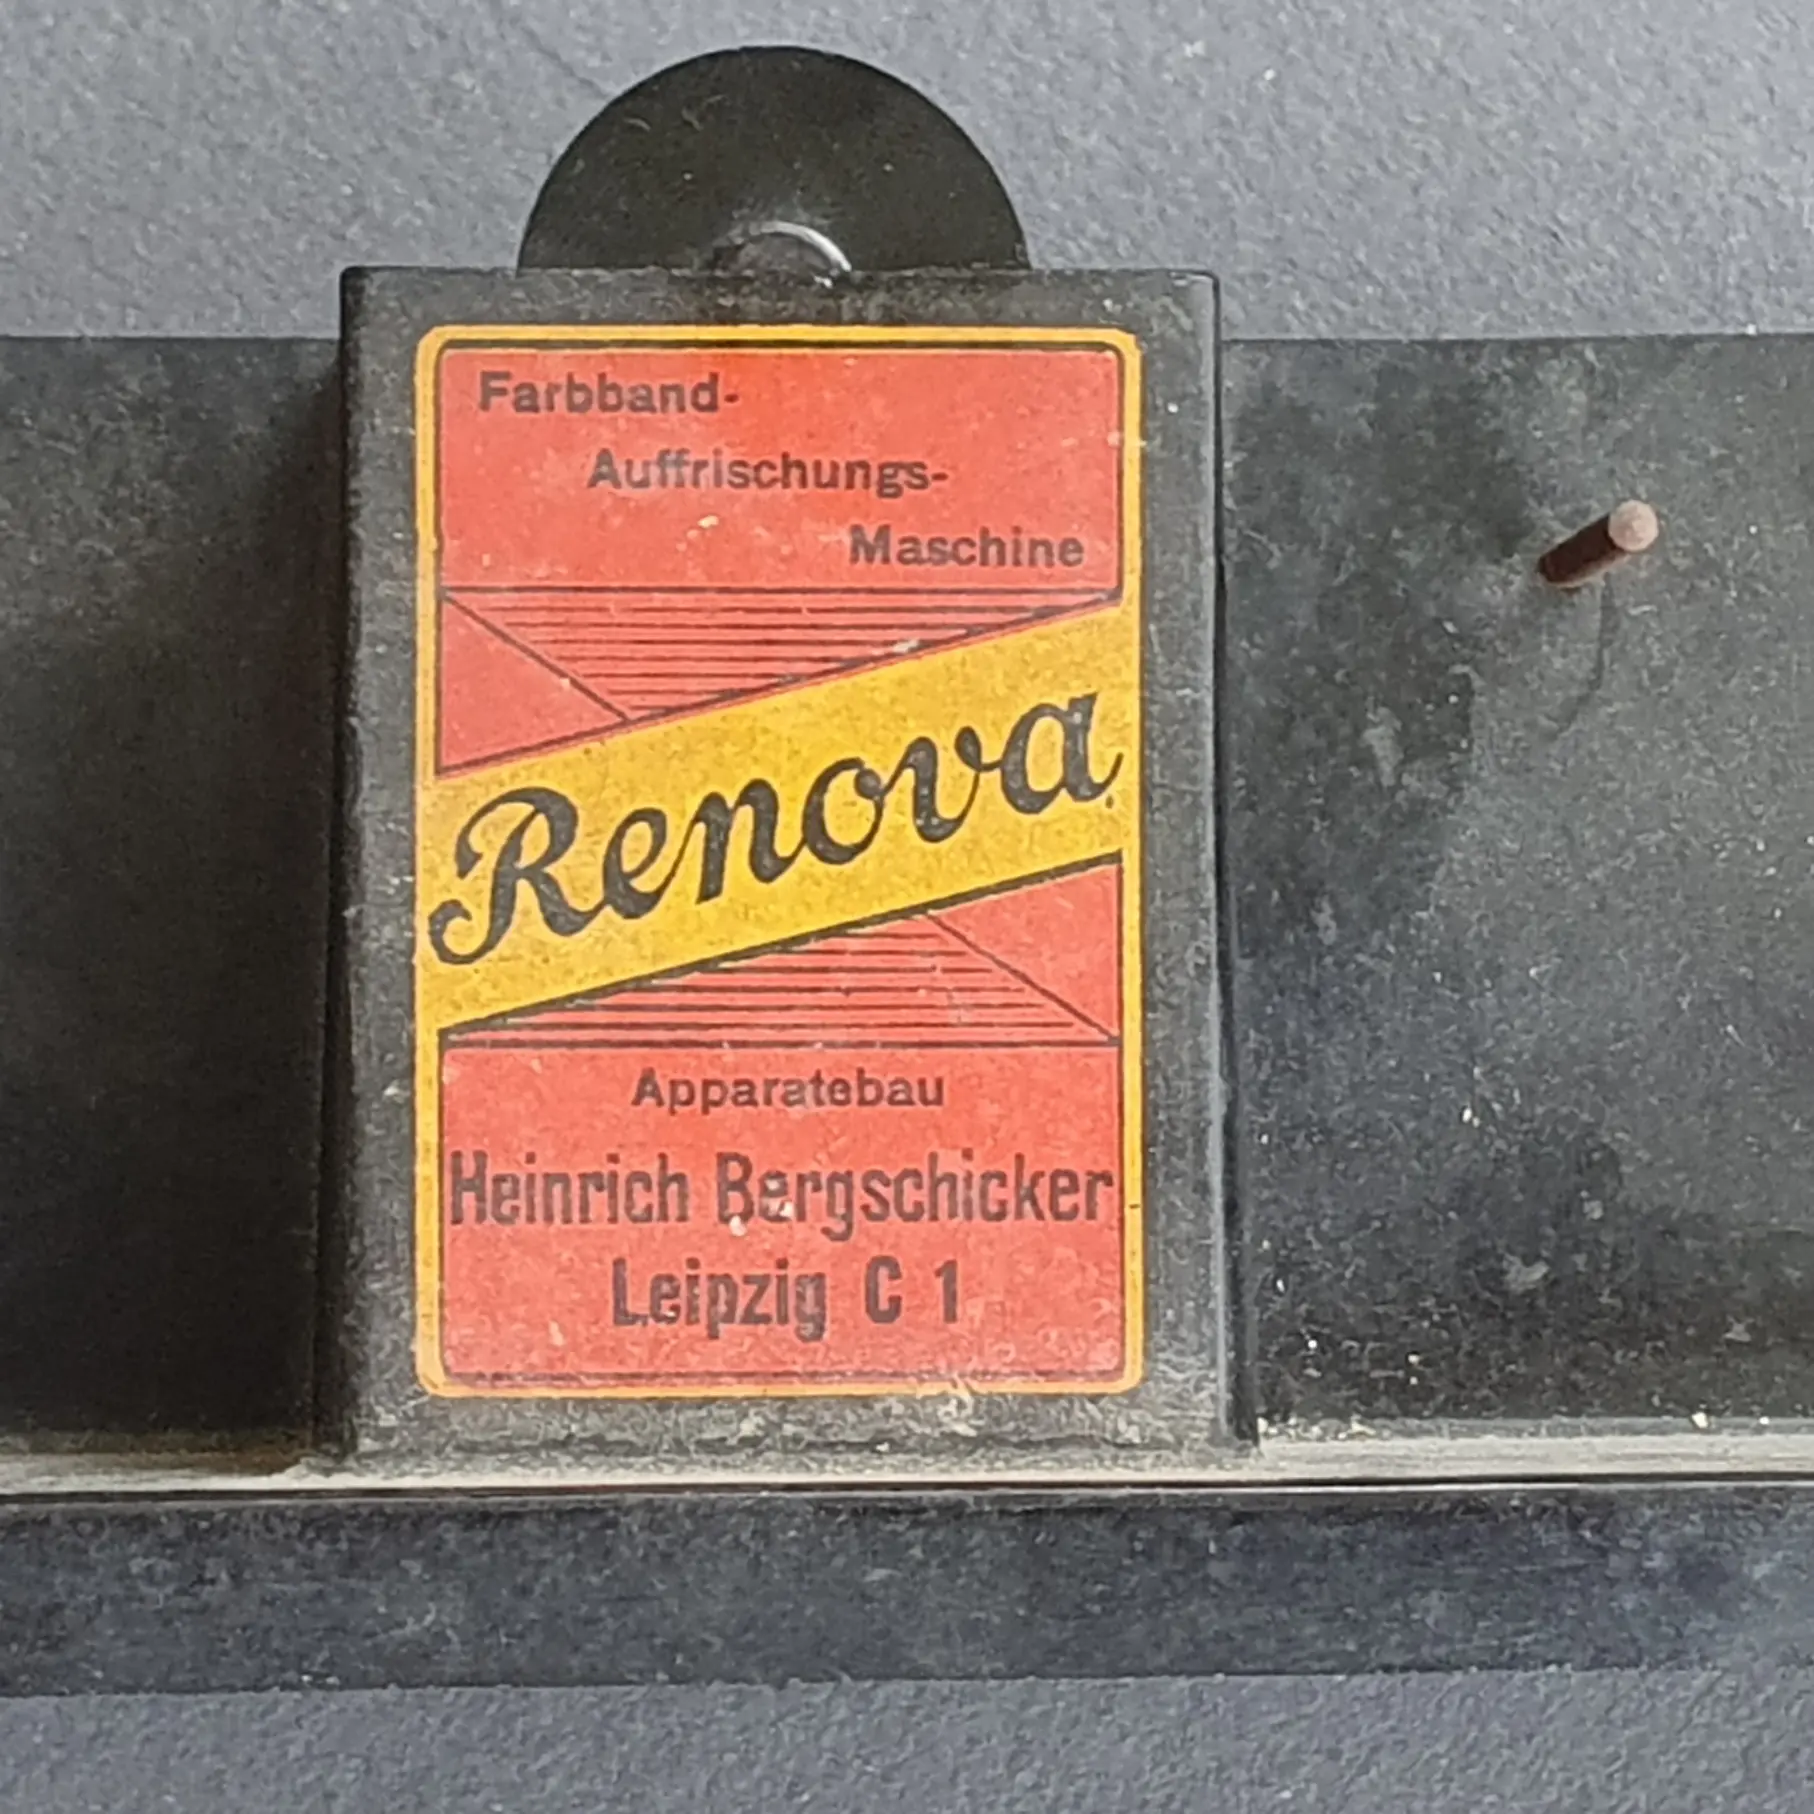 Farbband-
Auffrischungs-
Maschine
Renova
Apparatebau
Heinrich Bergschicker
Leipzig C 1